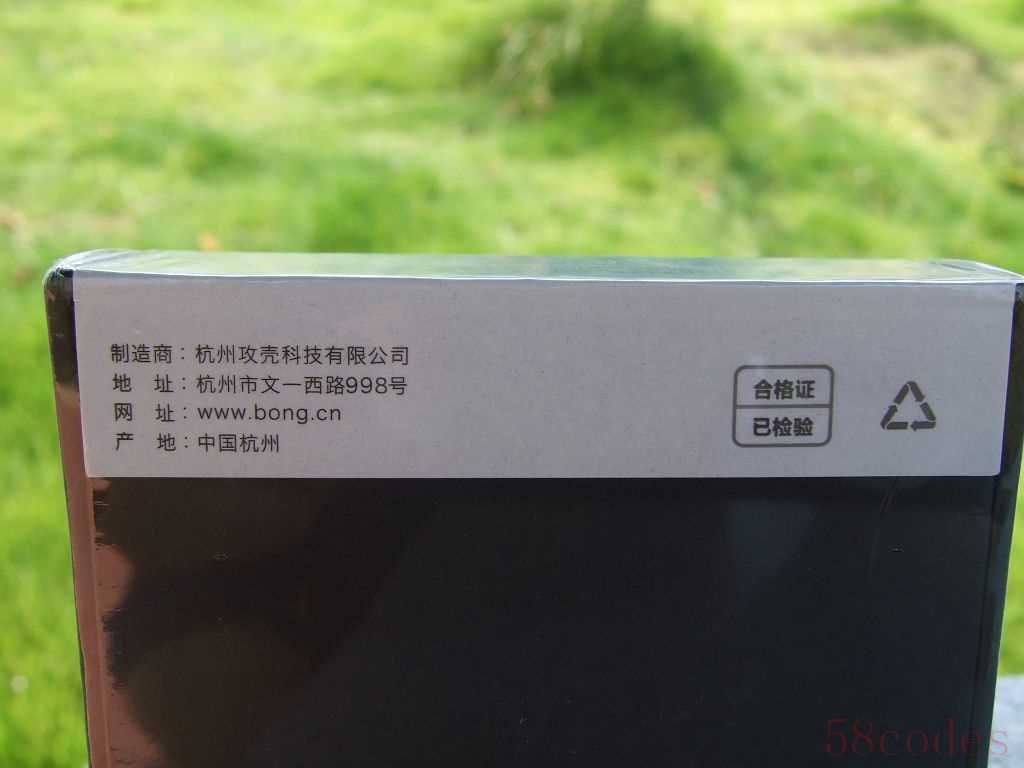 制造商：杭州攻壳科技有限公司
地 址：杭州市文一西路998号
网 址：www.bong.cn
产 地：中国杭州
合格证
已检验
58codes